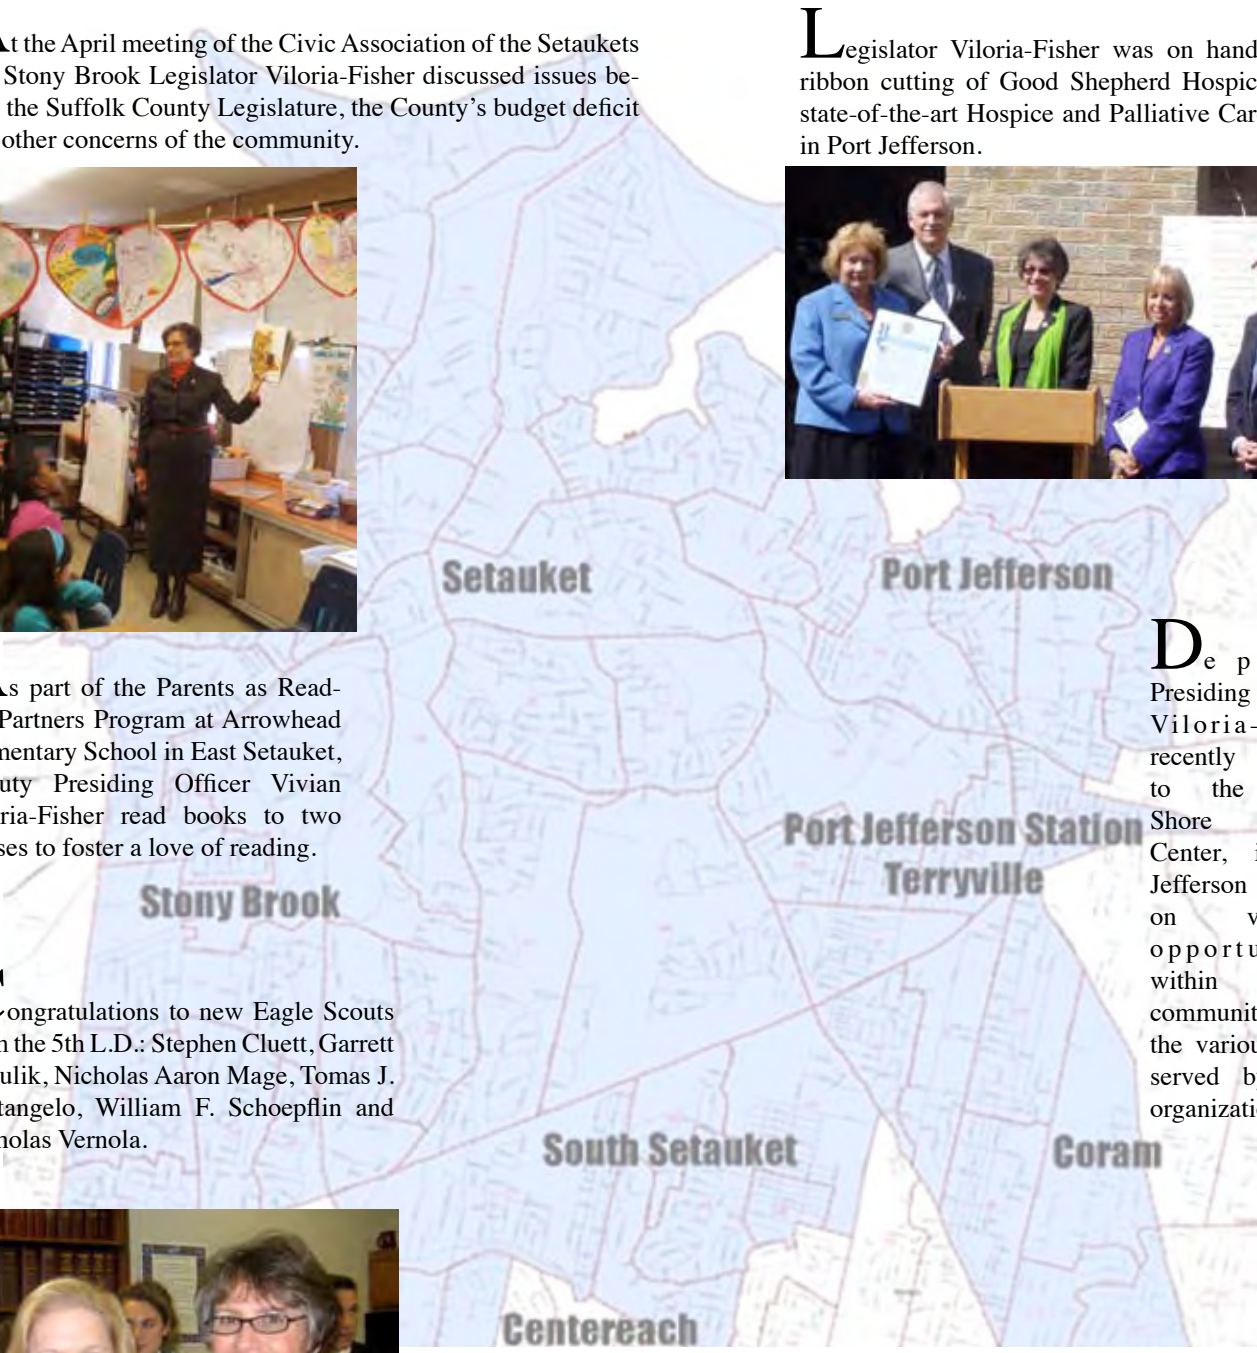 At the April meeting of the Civic Association of the Setaukets
Stony Brook Legislator Viloria-Fisher discussed issues be-
the Suffolk County Legislature, the County's budget deficit
other concerns of the community.
Legislator Viloria-Fisher was on hand
ribbon cutting of Good Shepherd Hospic
state-of-the-art Hospice and Palliative Car
in Port Jefferson.
Setauket
Port Jefferson
As part of the Parents as Read-
Partners Program at Arrowhead
mentary School in East Setauket,
uty Presiding Officer Vivian
ria-Fisher read books to two
ses to foster a love of reading.
De p
Presiding
Viloria-
recently
to the
Shore
Center, i
Jefferson
on v
opportu
within
communit
the variou
served b
organizati
Port Jefferson Station
Terryville
Stony Brook
Congratulations to new Eagle Scouts
m the 5th L.D.: Stephen Cluett, Garrett
ulik, Nicholas Aaron Mage, Tomas J.
tangelo, William F. Schoepflin and
holas Vernola.
South Setauket
Coram
Centereach